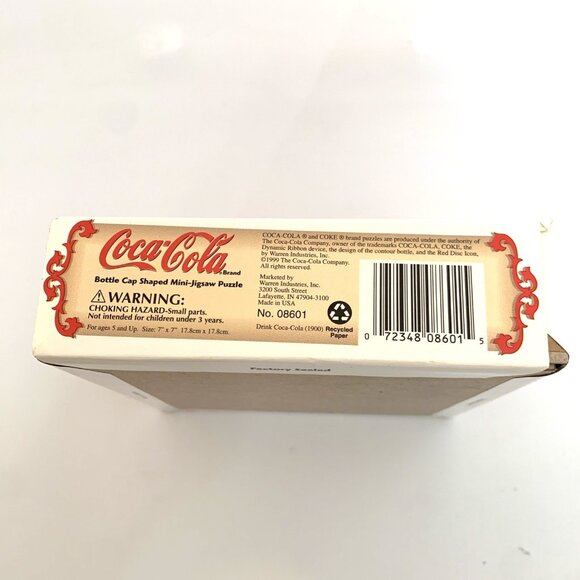 Coca-Cola Brand
Bottle Cap Shaped Mini-Jigsaw Puzzle
WARNING:
CHOKING HAZARD-Small parts.
Not intended for children under 3 years.
For ages 5 and Up. Size: 7" x 7" 17.8cm x 17.8cm.
COCA-COLA ® and COKE ® brand puzzles are produced under the authority of
The Coca-Cola Company, owner of the trademarks COCA-COLA, COKE, the
Dynamic Ribbon device, the design of the contour bottle, and the Red Disc Icon,
by Warren Industries, Inc.
©1999 The Coca-Cola Company.
All rights reserved.
Marketed by
Warren Industries, Inc.
3200 South Street
Lafayette, IN 47904-3100
Made in USA
No. 08601
Drink Coca-Cola (1900)
Recycled
Paper
0 72348 08601 5
Factory Sealed